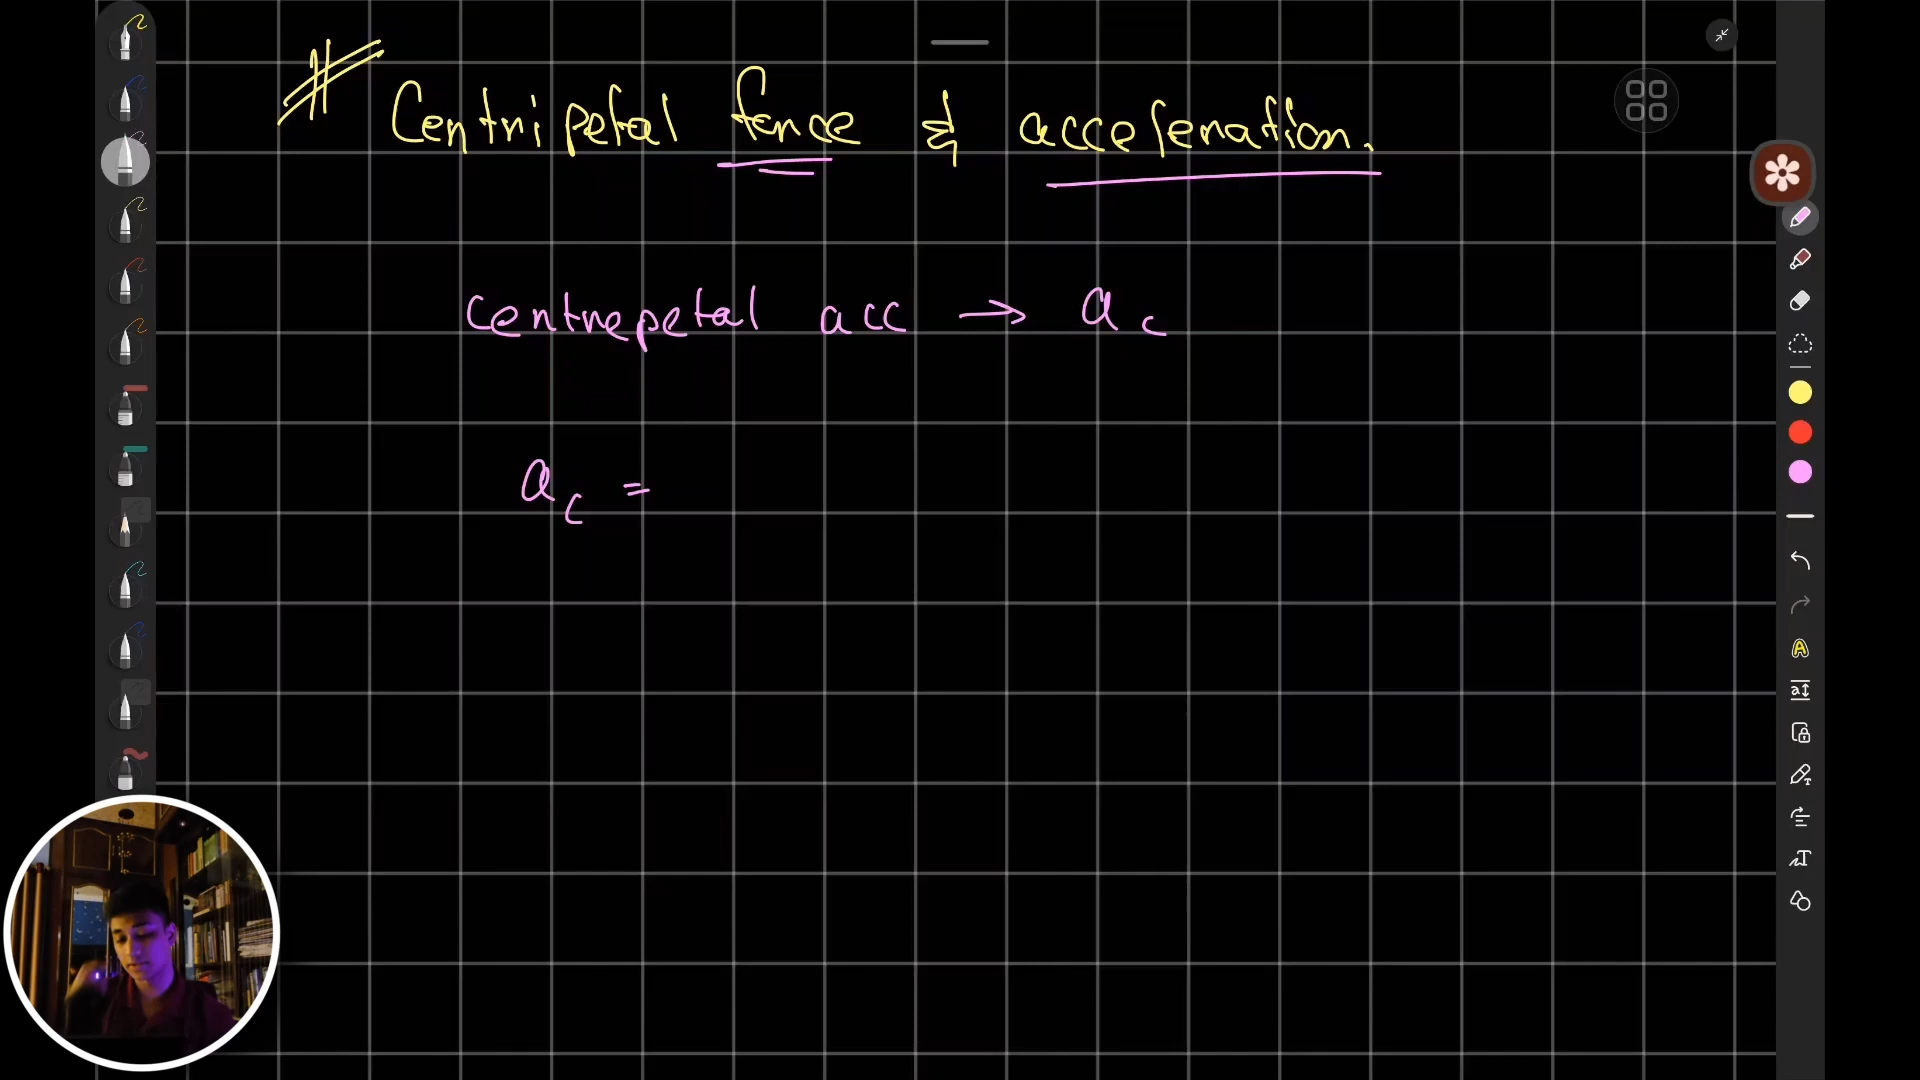 # Centripetal force & acceleration.
centrepetal acc → a c
a c =